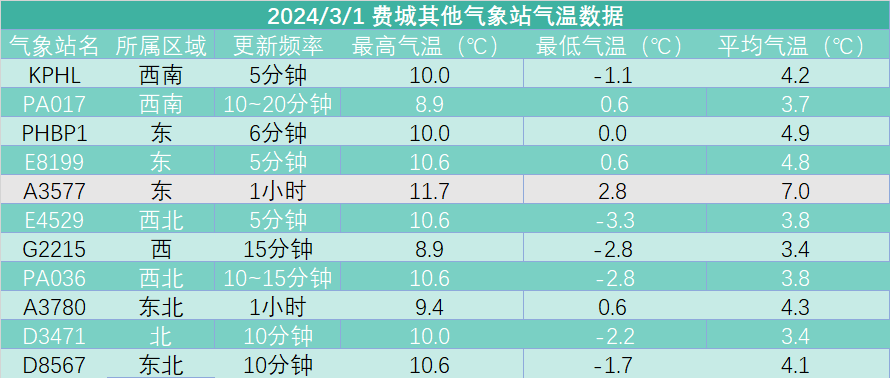 2024/3/1 费城其他气象站气温数据
气象站名 所属区域 更新频率 最高气温（℃） 最低气温（℃） 平均气温（℃）
KPHL 西南 5分钟 10.0 -1.1 4.2
PA017 西南 10~20分钟 8.9 0.6 3.7
PHBP1 东 6分钟 10.0 0.0 4.9
E8199 东 5分钟 10.6 0.6 4.8
A3577 东 1小时 11.7 2.8 7.0
E4529 西北 5分钟 10.6 -3.3 3.8
G2215 西 15分钟 8.9 -2.8 3.4
PA036 西北 10~15分钟 10.6 -2.8 3.8
A3780 东北 1小时 9.4 0.6 4.3
D3471 北 10分钟 10.0 -2.2 3.4
D8567 东北 10分钟 10.6 -1.7 4.1